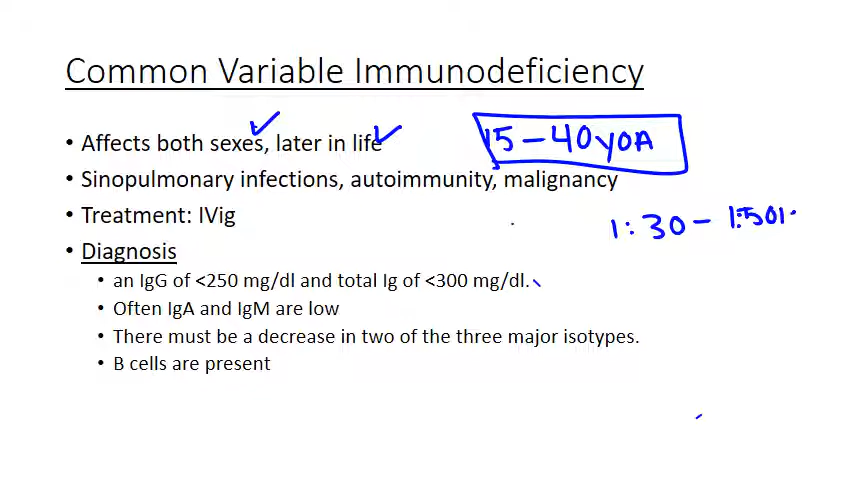 Common Variable Immunodeficiency
• Affects both sexes, later in life
15 - 40 yOA
• Sinopulmonary infections, autoimmunity, malignancy
• Treatment: IVig
1:30 -
• Diagnosis
• an IgG of <250 mg/dl and total Ig of <300 mg/dl.
• Often IgA and IgM are low
• There must be a decrease in two of the three major isotypes.
• B cells are present